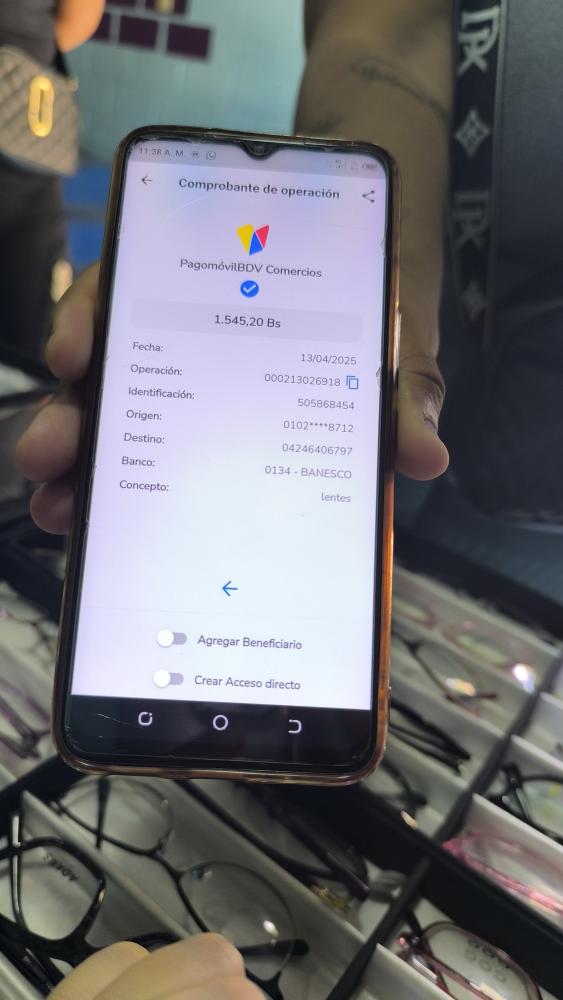 11:38 A. M.
Comprobante de operación
PagomóvilBDV Comercios
1.545,20 Bs
Fecha: 13/04/2025
Operación: 000213026918
Identificación: 505868454
Origen: 0102****8712
Destino: 04246406797
Banco: 0134 - BANESCO
Concepto: lentes
Agregar Beneficiario
Crear Acceso directo